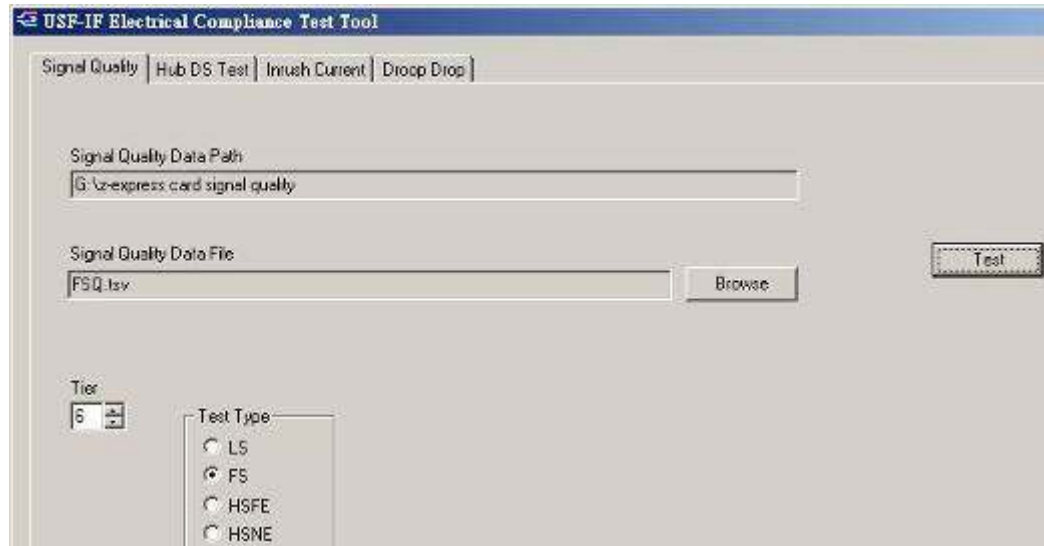 USF-IF Electrical Compliance Test Tool
Signal Quality Hub DS Test Inrush Current Droop Drop
Signal Quality Data Path
G:\z-express card signal quality
Signal Quality Data File
FSQ.tsv
Browse
Test
Tier
6
Test Type
LS
FS
HSFE
HSNE